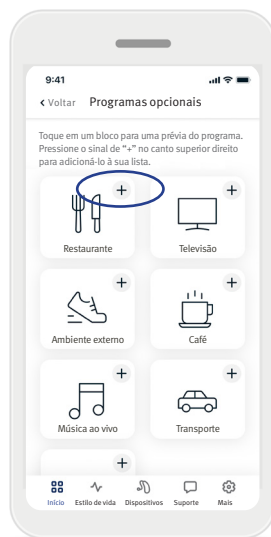 9:41
Voltar Programas opcionais
Toque em um bloco para uma prévia do programa.
Pressione o sinal de "+" no canto superior direito
para adicioná-lo à sua lista.
+ +
Restaurante Televisão
+ +
Ambiente externo Café
+ +
Música ao vivo Transporte
+
Início Estilo de vida Dispositivos Suporte Mais